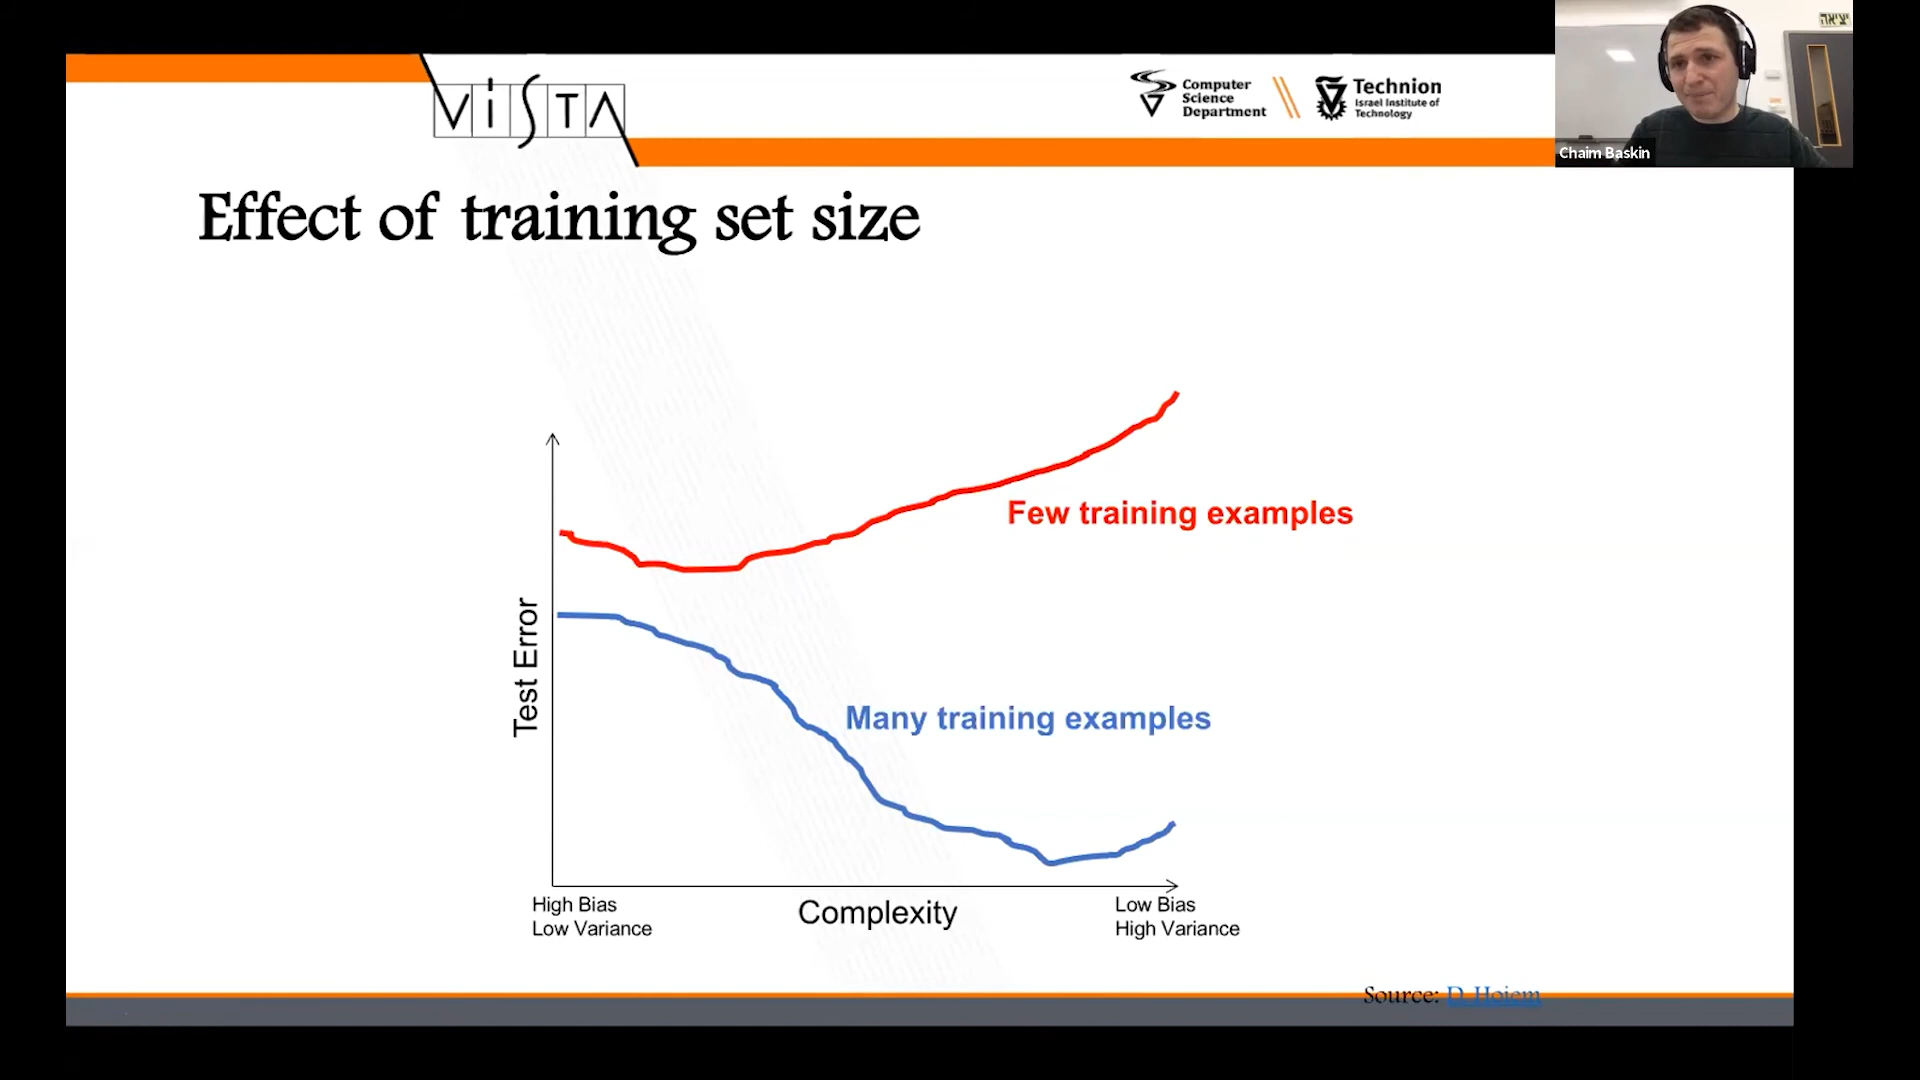 VISTA
Computer
Science
Department
Technion
Israel Institute of
Technology
יציאה
Chaim Baskin
Effect of training set size
Few training examples
Many training examples
Test Error
High Bias
Low Variance
Complexity
Low Bias
High Variance
Source: D. Hoiem